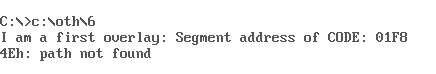 C:\>c:\oth\6
I am a first overlay: Segment address of CODE: 01F8
4Eh: path not found